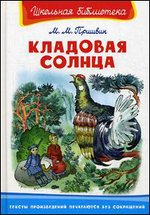 Школьная библиотека
М. М. Пришвин
КЛАДОВАЯ
СОЛНЦА
ТЕКСТЫ ПРОИЗВЕДЕНИЙ ПЕЧАТАЮТСЯ БЕЗ СОКРАЩЕНИЙ